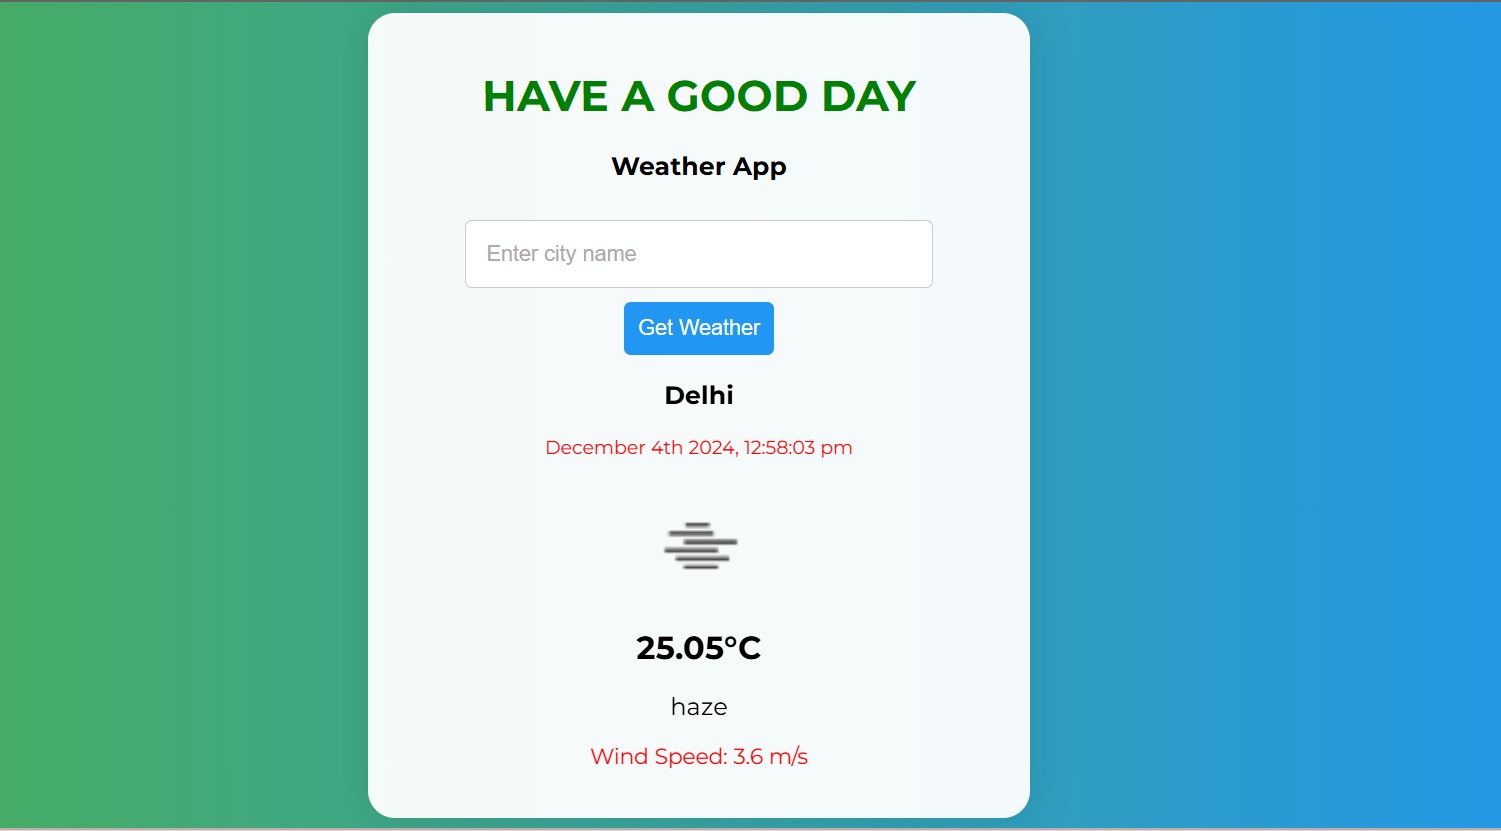 HAVE A GOOD DAY
Weather App
Enter city name
Get Weather
Delhi
December 4th 2024, 12:58:03 pm
25.05°C
haze
Wind Speed: 3.6 m/s